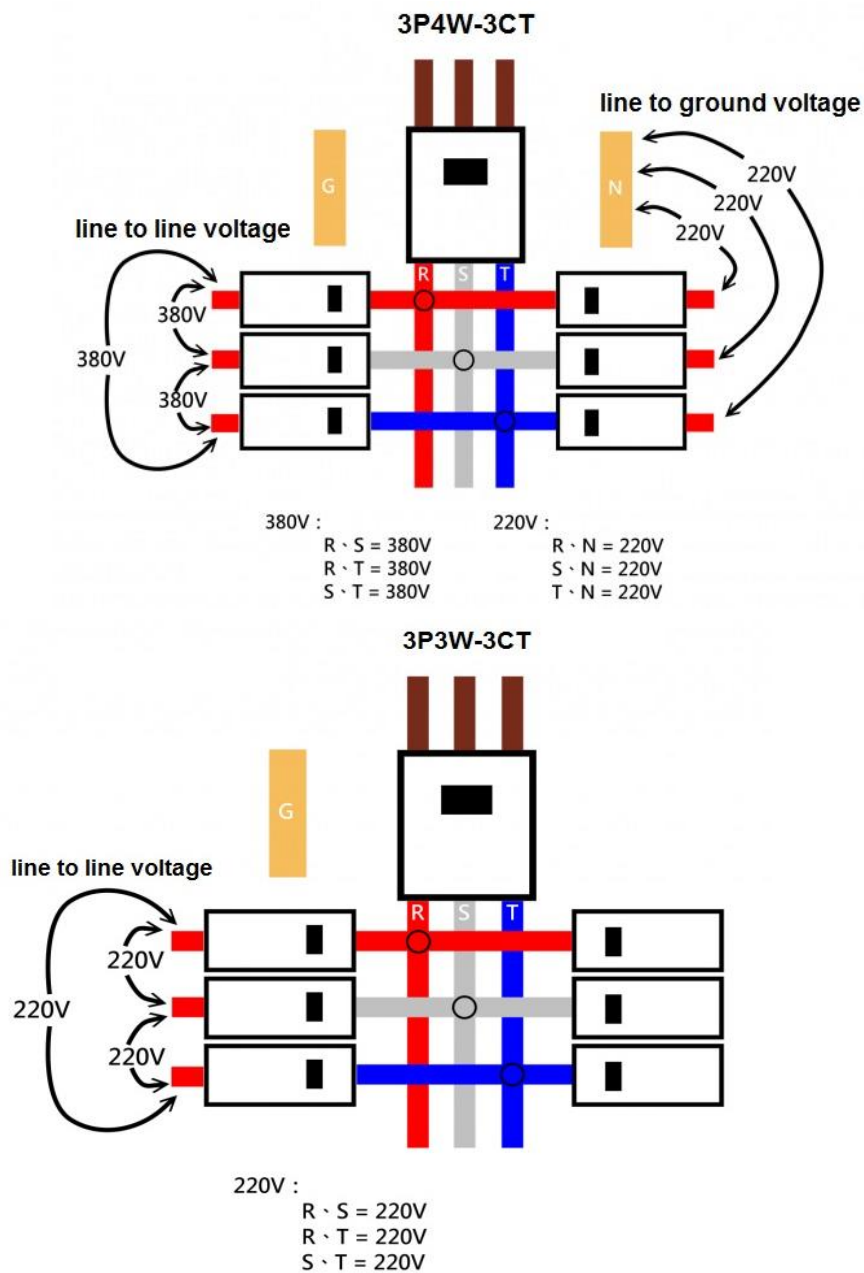 3P4W-3CT
line to ground voltage
G
N
220V
220V
220V
line to line voltage
R S T
380V
380V
380V
380V :
R、S = 380V
R、T = 380V
S、T = 380V
220V :
R、N = 220V
S、N = 220V
T、N = 220V
3P3W-3CT
G
line to line voltage
R S T
220V
220V
220V
220V :
R、S = 220V
R、T = 220V
S、T = 220V